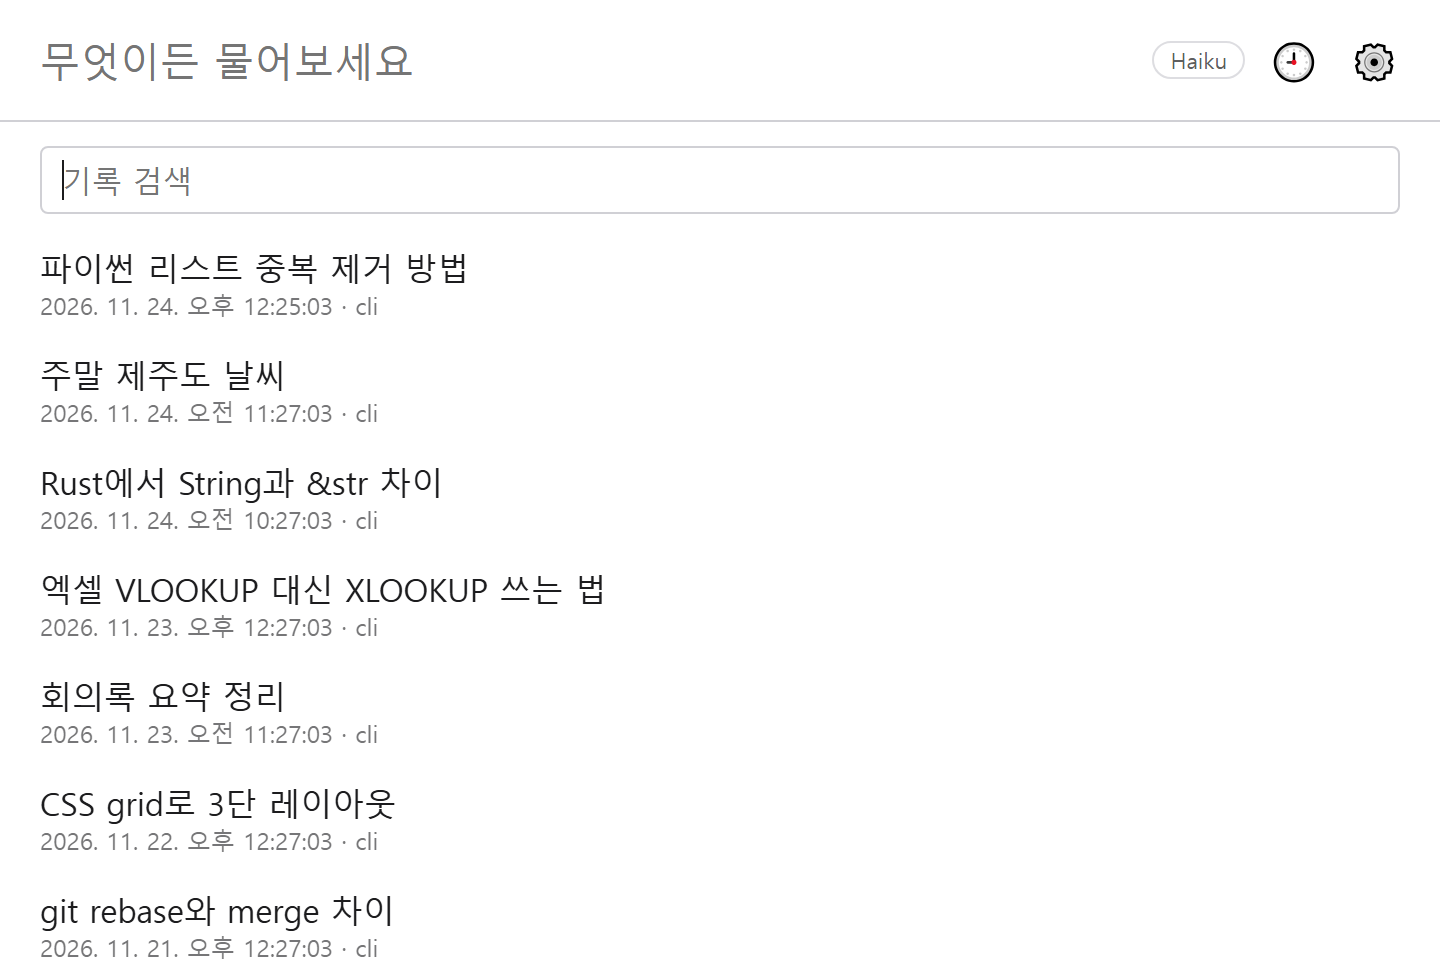 무엇이든 물어보세요
Haiku
기록 검색
파이썬 리스트 중복 제거 방법
2026. 11. 24. 오후 12:25:03 · cli
주말 제주도 날씨
2026. 11. 24. 오전 11:27:03 · cli
Rust에서 String과 &str 차이
2026. 11. 24. 오전 10:27:03 · cli
엑셀 VLOOKUP 대신 XLOOKUP 쓰는 법
2026. 11. 23. 오후 12:27:03 · cli
회의록 요약 정리
2026. 11. 23. 오전 11:27:03 · cli
CSS grid로 3단 레이아웃
2026. 11. 22. 오후 12:27:03 · cli
git rebase와 merge 차이
2026. 11. 21. 오후 12:27:03 · cli